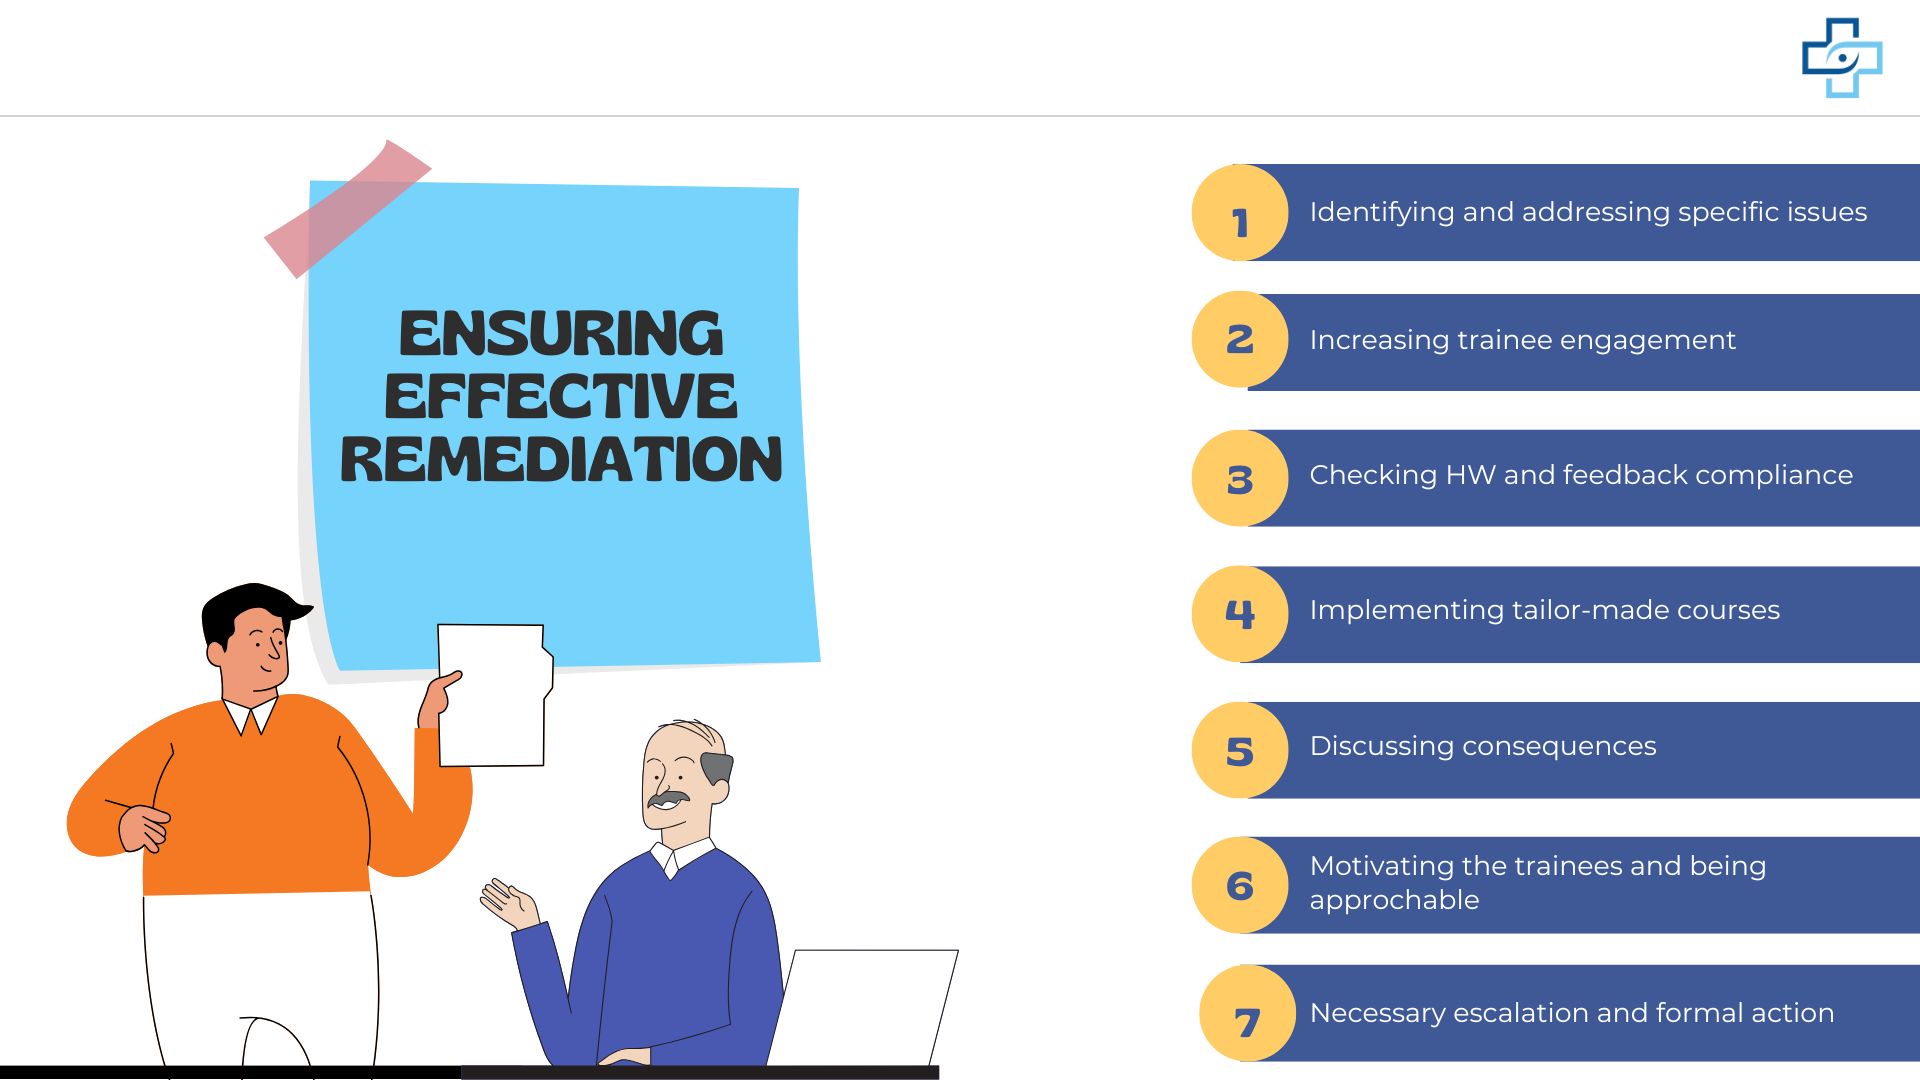 ENSURING
EFFECTIVE
REMEDIATION
1
Identifying and addressing specific issues
2
Increasing trainee engagement
3
Checking HW and feedback compliance
4
Implementing tailor-made courses
5
Discussing consequences
6
Motivating the trainees and being
approchable
7
Necessary escalation and formal action